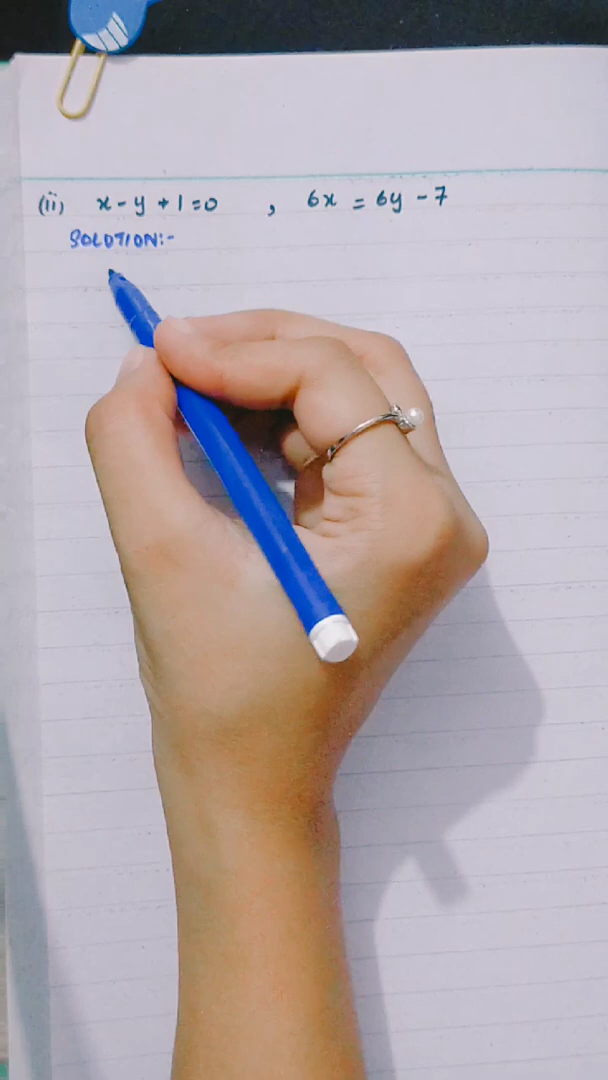 (ii) x - y + 1 = 0 , 6x = 6y - 7
SOLUTION:-